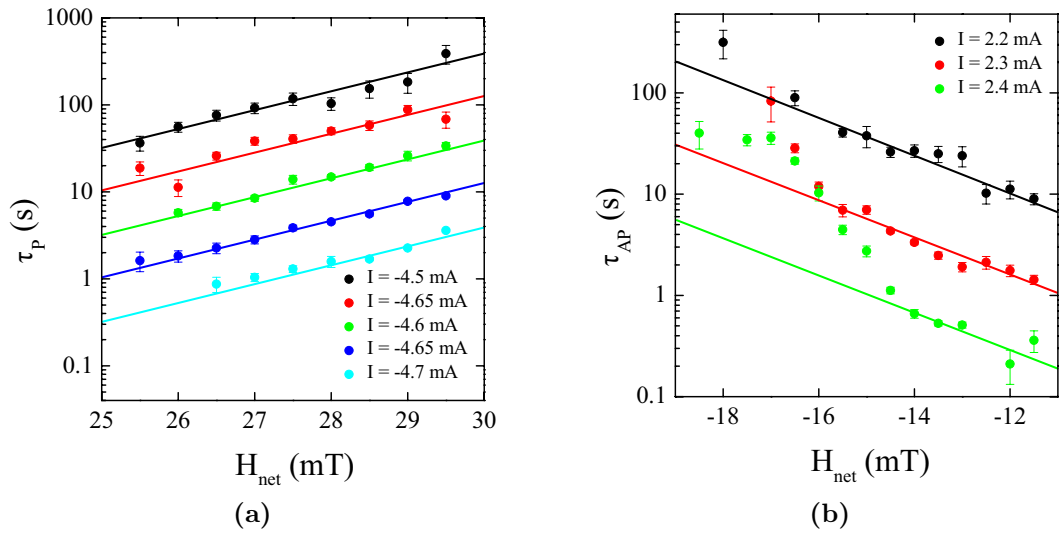 1000
100
10
1
0.1
τP (s)
25 26 27 28 29 30
Hnet (mT)
I = -4.5 mA
I = -4.65 mA
I = -4.6 mA
I = -4.65 mA
I = -4.7 mA
(a)
100
10
1
0.1
τAP (s)
-18 -16 -14 -12
Hnet (mT)
I = 2.2 mA
I = 2.3 mA
I = 2.4 mA
(b)